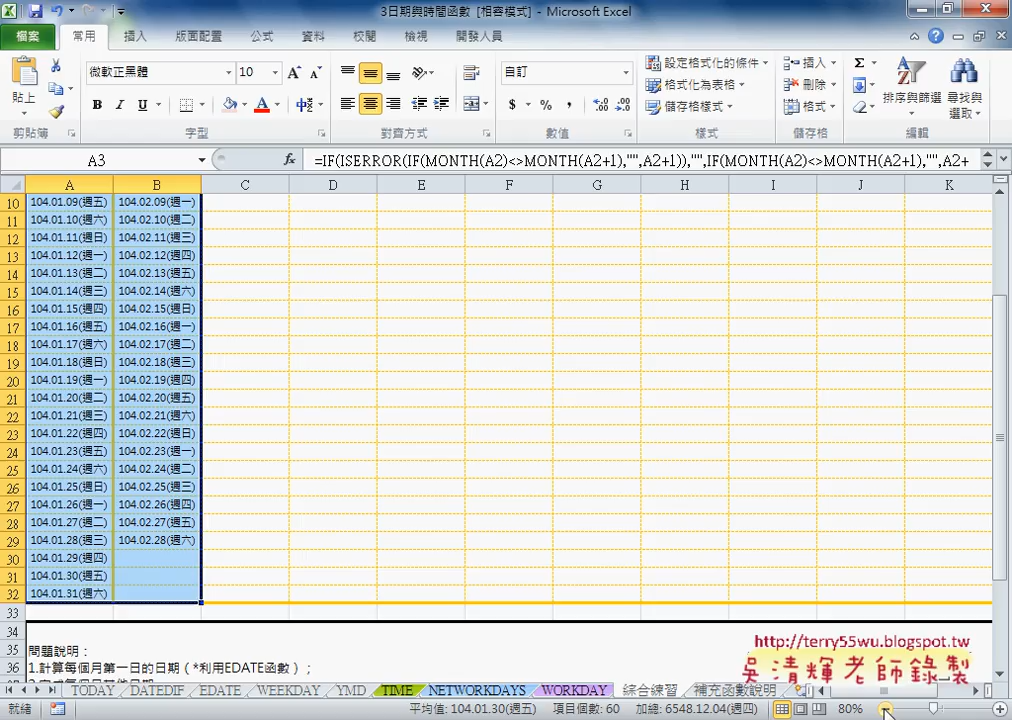 3日期與時間函數 [相容模式] - Microsoft Excel
檔案 常用 插入 版面配置 公式 資料 校閱 檢視 開發人員
貼上 微軟正黑體 10 自訂 設定格式化的條件 插入
格式化為表格 刪除 排序與篩選 尋找與選取
B I U $ % , 儲存格樣式 格式
剪貼簿 字型 對齊方式 數值 樣式 儲存格 編輯
A3 fx =IF(ISERROR(IF(MONTH(A2)<>MONTH(A2+1),"",A2+1)),"",IF(MONTH(A2)<>MONTH(A2+1),"",A2+
A B C D E F G H I J K
10 104.01.09(週五) 104.02.09(週一)
11 104.01.10(週六) 104.02.10(週二)
12 104.01.11(週日) 104.02.11(週三)
13 104.01.12(週一) 104.02.12(週四)
14 104.01.13(週二) 104.02.13(週五)
15 104.01.14(週三) 104.02.14(週六)
16 104.01.15(週四) 104.02.15(週日)
17 104.01.16(週五) 104.02.16(週一)
18 104.01.17(週六) 104.02.17(週二)
19 104.01.18(週日) 104.02.18(週三)
20 104.01.19(週一) 104.02.19(週四)
21 104.01.20(週二) 104.02.20(週五)
22 104.01.21(週三) 104.02.21(週六)
23 104.01.22(週四) 104.02.22(週日)
24 104.01.23(週五) 104.02.23(週一)
25 104.01.24(週六) 104.02.24(週二)
26 104.01.25(週日) 104.02.25(週三)
27 104.01.26(週一) 104.02.26(週四)
28 104.01.27(週二) 104.02.27(週五)
29 104.01.28(週三) 104.02.28(週六)
30 104.01.29(週四)
31 104.01.30(週五)
32 104.01.31(週六)
33
34
35 問題說明：
36 1.計算每個月第一日的日期（*利用EDATE函數）；
http://terry55wu.blogspot.tw
吳清輝老師錄製
TODAY DATEDIF EDATE WEEKDAY YMD TIME NETWORKDAYS WORKDAY 綜合練習 補充函數說明
就緒 平均值: 104.01.30(週五) 項目個數: 60 加總: 6548.12.04(週四) 80%